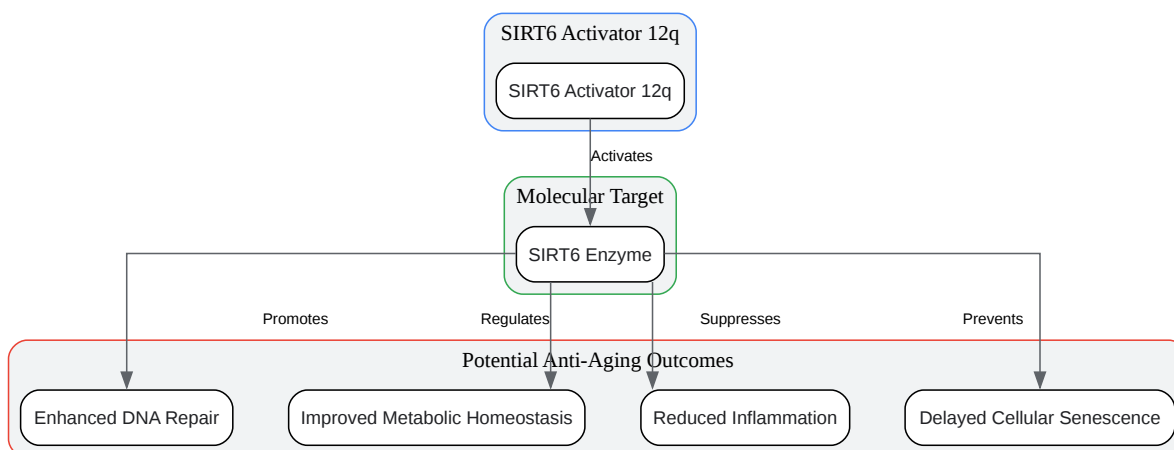 SIRT6 Activator 12q
SIRT6 Activator 12q
Activates
Molecular Target
SIRT6 Enzyme
Promotes
Regulates
Suppresses
Prevents
Potential Anti-Aging Outcomes
Enhanced DNA Repair
Improved Metabolic Homeostasis
Reduced Inflammation
Delayed Cellular Senescence